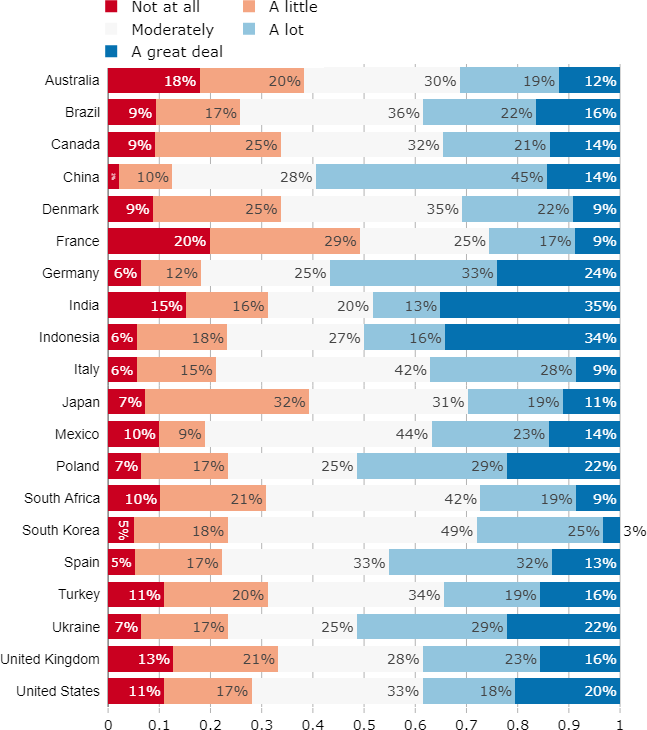 Not at all A little
Moderately A lot
A great deal
Australia 18% 20% 30% 19% 12%
Brazil 9% 17% 36% 22% 16%
Canada 9% 25% 32% 21% 14%
China 10% 28% 45% 14%
Denmark 9% 25% 35% 22% 9%
France 20% 29% 25% 17% 9%
Germany 6% 12% 25% 33% 24%
India 15% 16% 20% 13% 35%
Indonesia 6% 18% 27% 16% 34%
Italy 6% 15% 42% 28% 9%
Japan 7% 32% 31% 19% 11%
Mexico 10% 9% 44% 23% 14%
Poland 7% 17% 25% 29% 22%
South Africa 10% 21% 42% 19% 9%
South Korea 5% 18% 49% 25% 3%
Spain 5% 17% 33% 32% 13%
Turkey 11% 20% 34% 19% 16%
Ukraine 7% 17% 25% 29% 22%
United Kingdom 13% 21% 28% 23% 16%
United States 11% 17% 33% 18% 20%
0 0.1 0.2 0.3 0.4 0.5 0.6 0.7 0.8 0.9 1